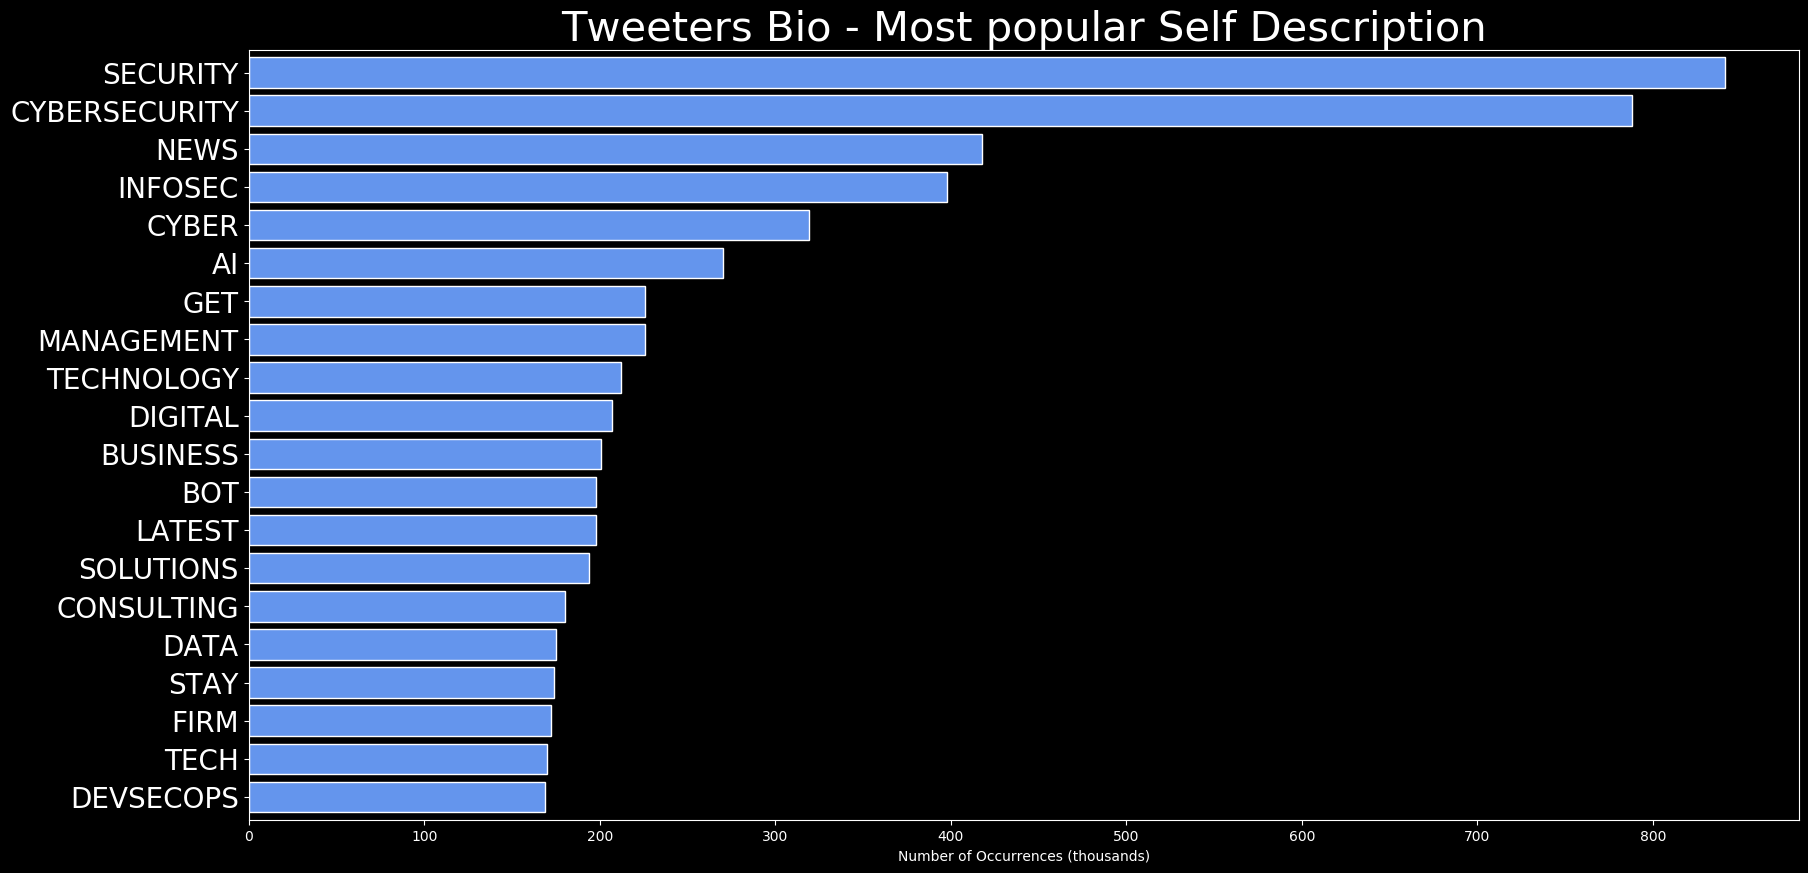 Tweeters Bio - Most popular Self Description
SECURITY
CYBERSECURITY
NEWS
INFOSEC
CYBER
AI
GET
MANAGEMENT
TECHNOLOGY
DIGITAL
BUSINESS
BOT
LATEST
SOLUTIONS
CONSULTING
DATA
STAY
FIRM
TECH
DEVSECOPS
0 100 200 300 400 500 600 700 800
Number of Occurrences (thousands)